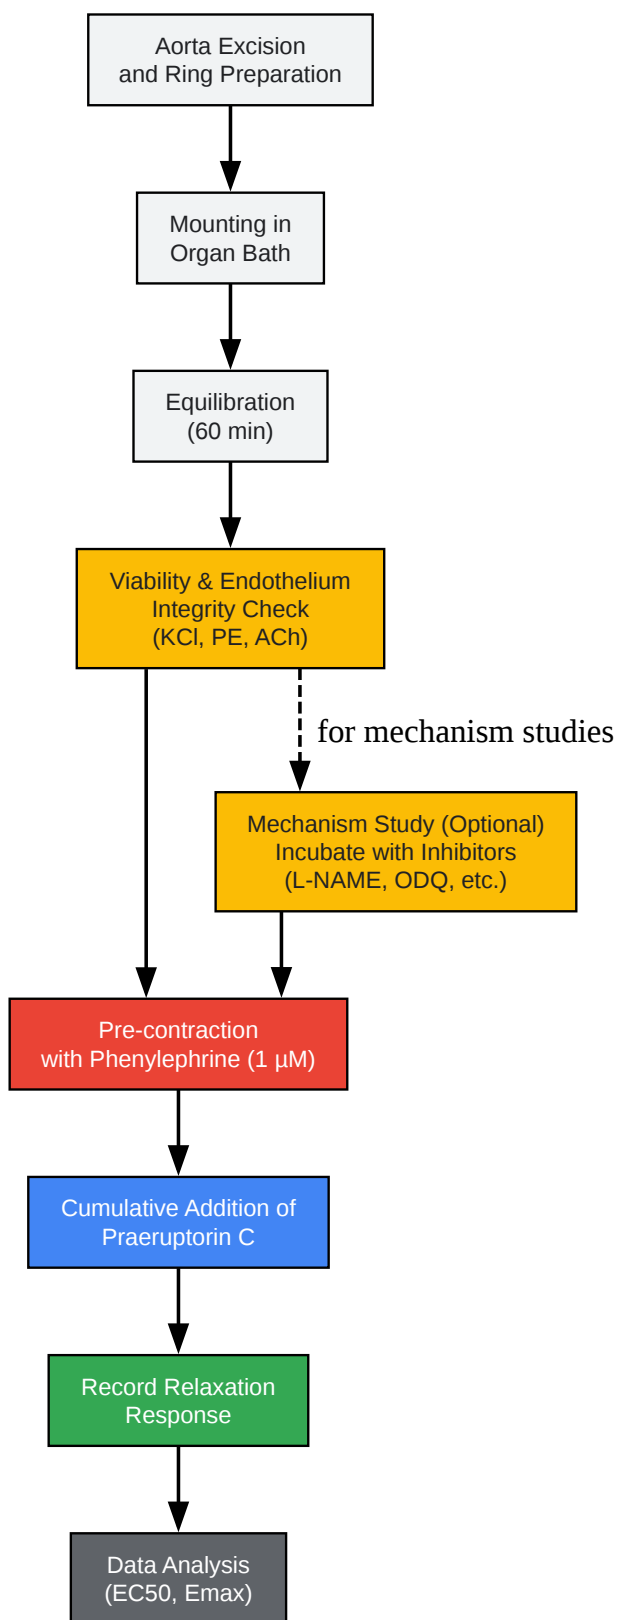 Aorta Excision
and Ring Preparation
Mounting in
Organ Bath
Equilibration
(60 min)
Viability & Endothelium
Integrity Check
(KCl, PE, ACh)
for mechanism studies
Mechanism Study (Optional)
Incubate with Inhibitors
(L-NAME, ODQ, etc.)
Pre-contraction
with Phenylephrine (1 µM)
Cumulative Addition of
Praeruptorin C
Record Relaxation
Response
Data Analysis
(EC50, Emax)